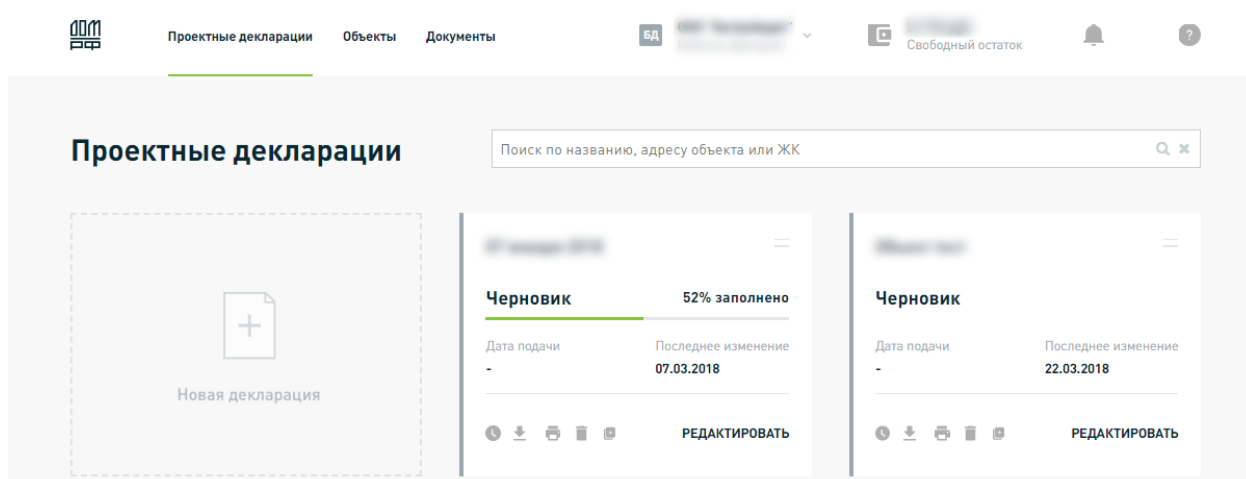 ДОМ
РФ
Проектные декларации
Объекты
Документы
БД
Свободный остаток
?
Проектные декларации
Поиск по названию, адресу объекта или ЖК
Новая декларация
Черновик
52% заполнено
Дата подачи
Последнее изменение
-
07.03.2018
РЕДАКТИРОВАТЬ
Черновик
Дата подачи
Последнее изменение
-
22.03.2018
РЕДАКТИРОВАТЬ